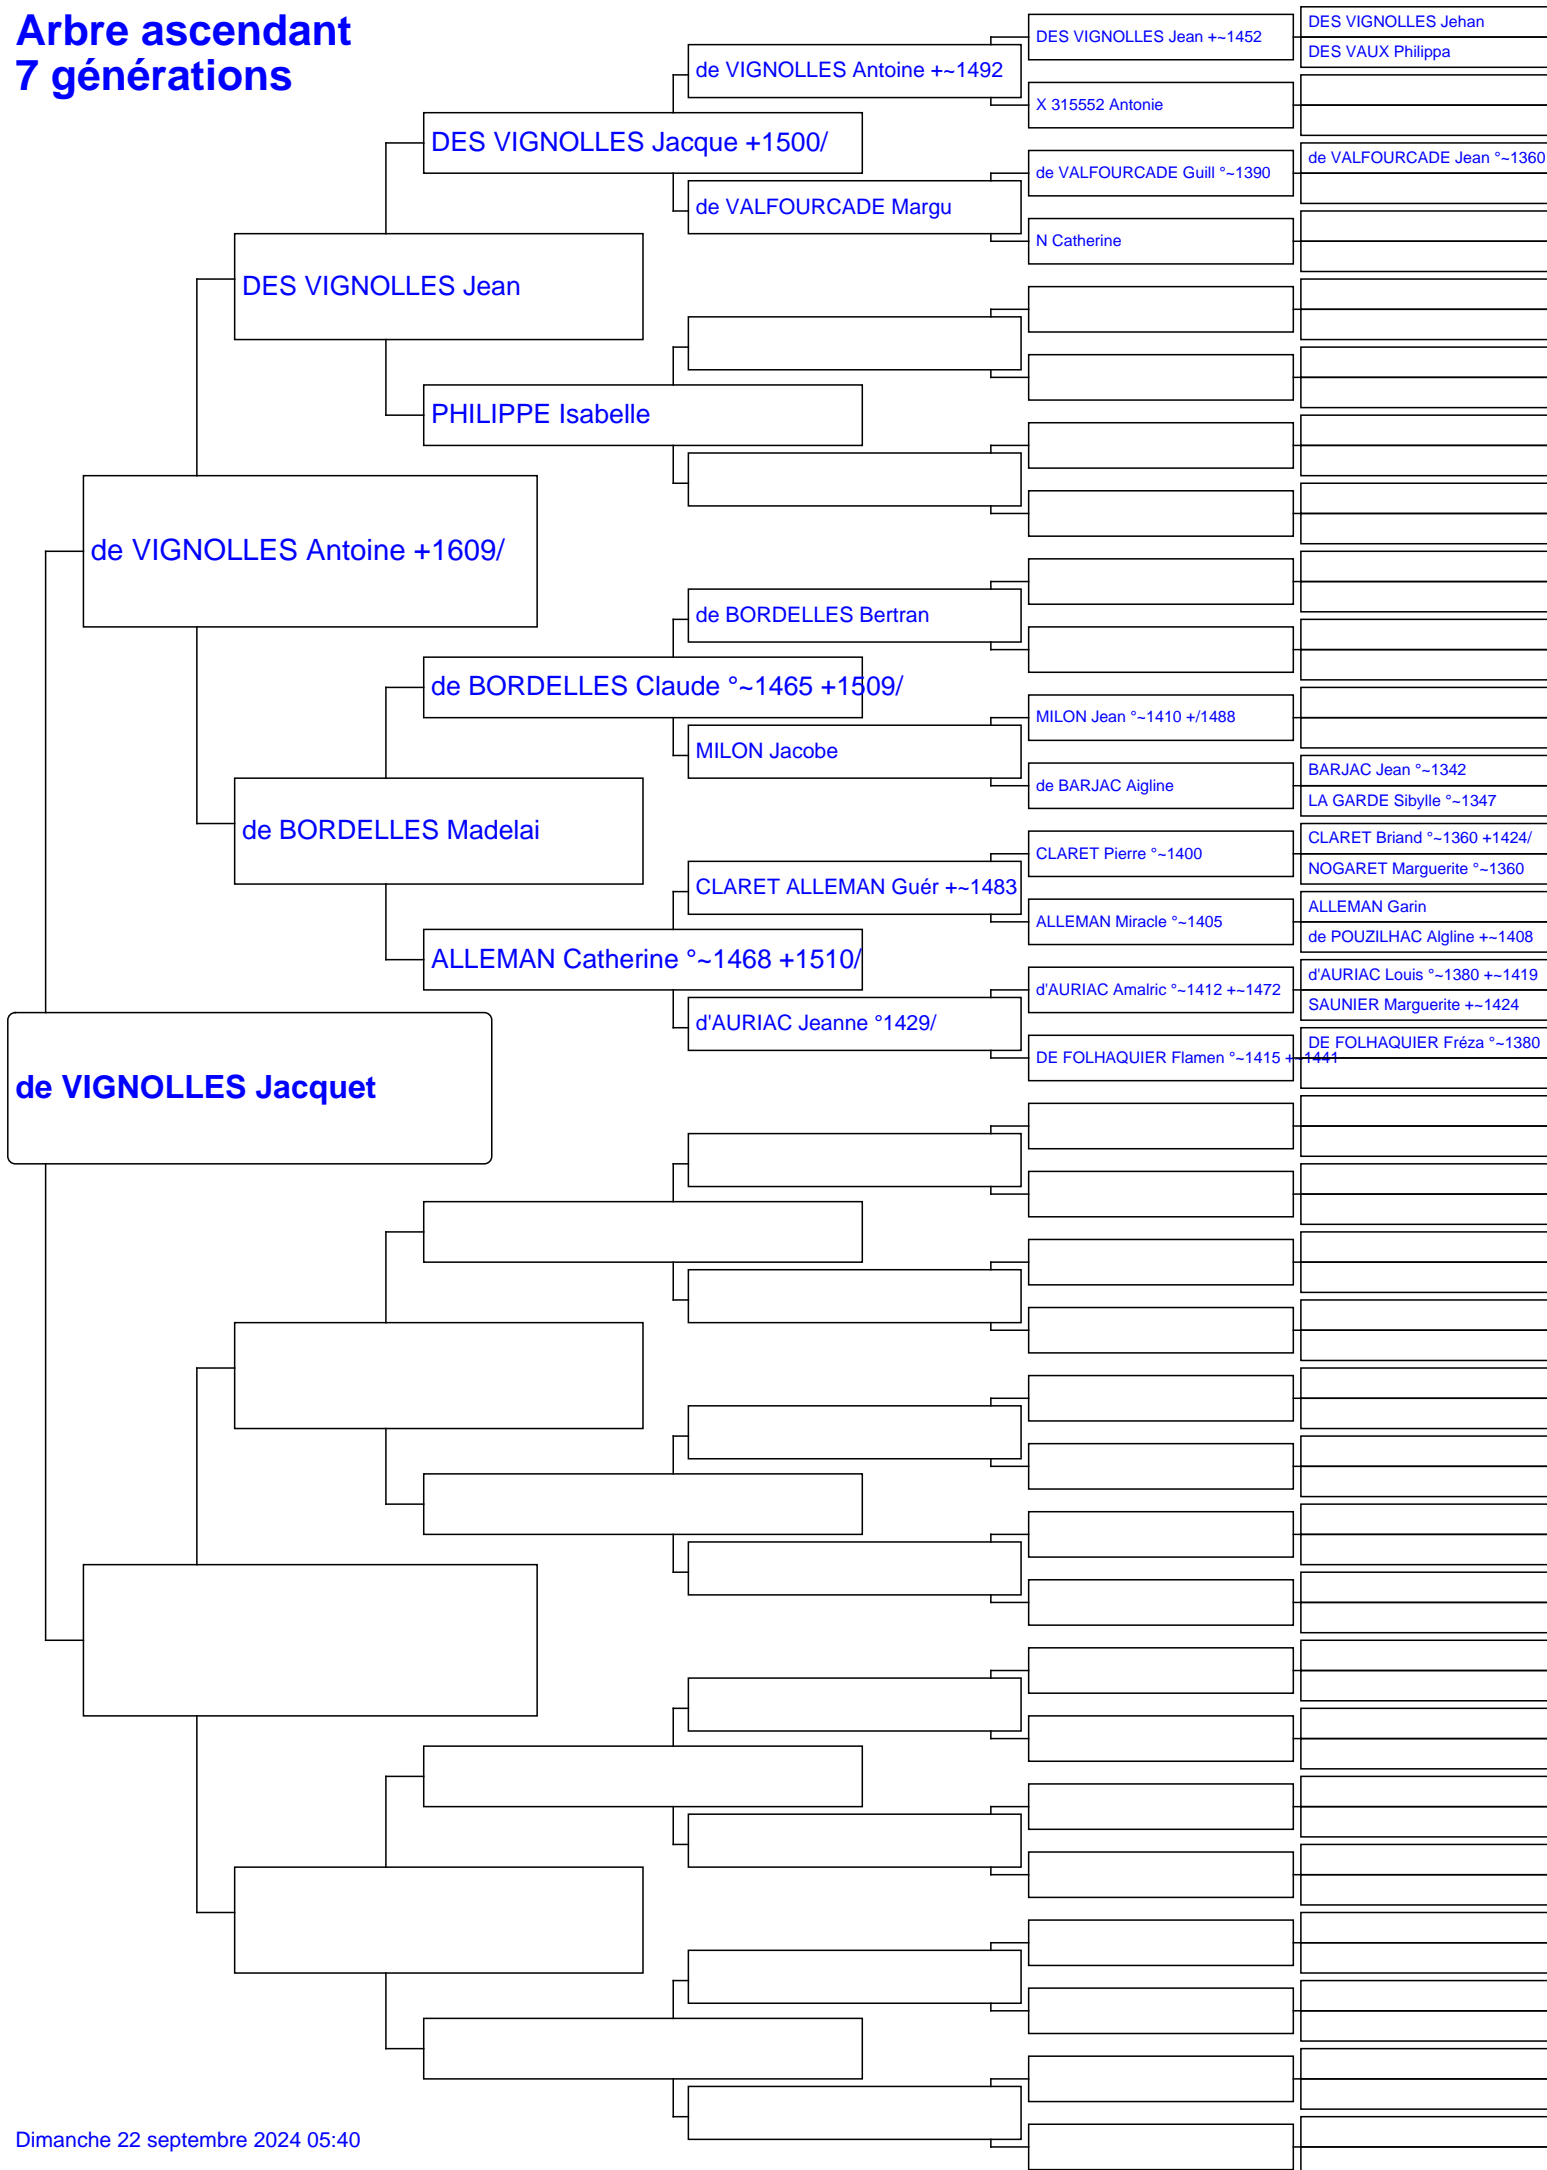 Arbre ascendant
7 générations
de VIGNOLLES Jacquet
de VIGNOLLES Antoine +1609/
DES VIGNOLLES Jean
de BORDELLES Madelai
DES VIGNOLLES Jacque +1500/
PHILIPPE Isabelle
de BORDELLES Claude °~1465 +1509/
ALLEMAN Catherine °~1468 +1510/
de VIGNOLLES Antoine +~1492
de VALFOURCADE Margu
de BORDELLES Bertran
MILON Jacobe
CLARET ALLEMAN Guér +~1483
d'AURIAC Jeanne °1429/
DES VIGNOLLES Jean +~1452
X 315552 Antonie
de VALFOURCADE Guill °~1390
N Catherine
MILON Jean °~1410 +/1488
de BARJAC Aigline
CLARET Pierre °~1400
ALLEMAN Miracle °~1405
d'AURIAC Amalric °~1412 +~1472
DE FOLHAQUIER Flamen °~1415 +~1441
DES VIGNOLLES Jehan
DES VAUX Philippa
de VALFOURCADE Jean °~1360
BARJAC Jean °~1342
LA GARDE Sibylle °~1347
CLARET Briand °~1360 +1424/
NOGARET Marguerite °~1360
ALLEMAN Garin
de POUZILHAC Algline +~1408
d'AURIAC Louis °~1380 +~1419
SAUNIER Marguerite +~1424
DE FOLHAQUIER Fréza °~1380
Dimanche 22 septembre 2024 05:40